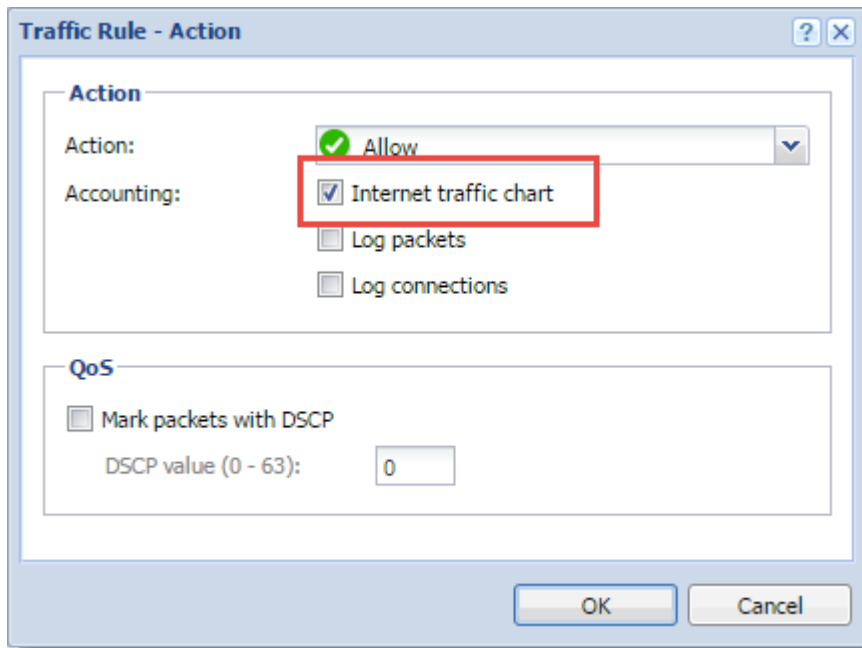 Traffic Rule - Action
Action
Action: Allow
Accounting: Internet traffic chart
Log packets
Log connections
QoS
Mark packets with DSCP
DSCP value (0 - 63): 0
OK Cancel